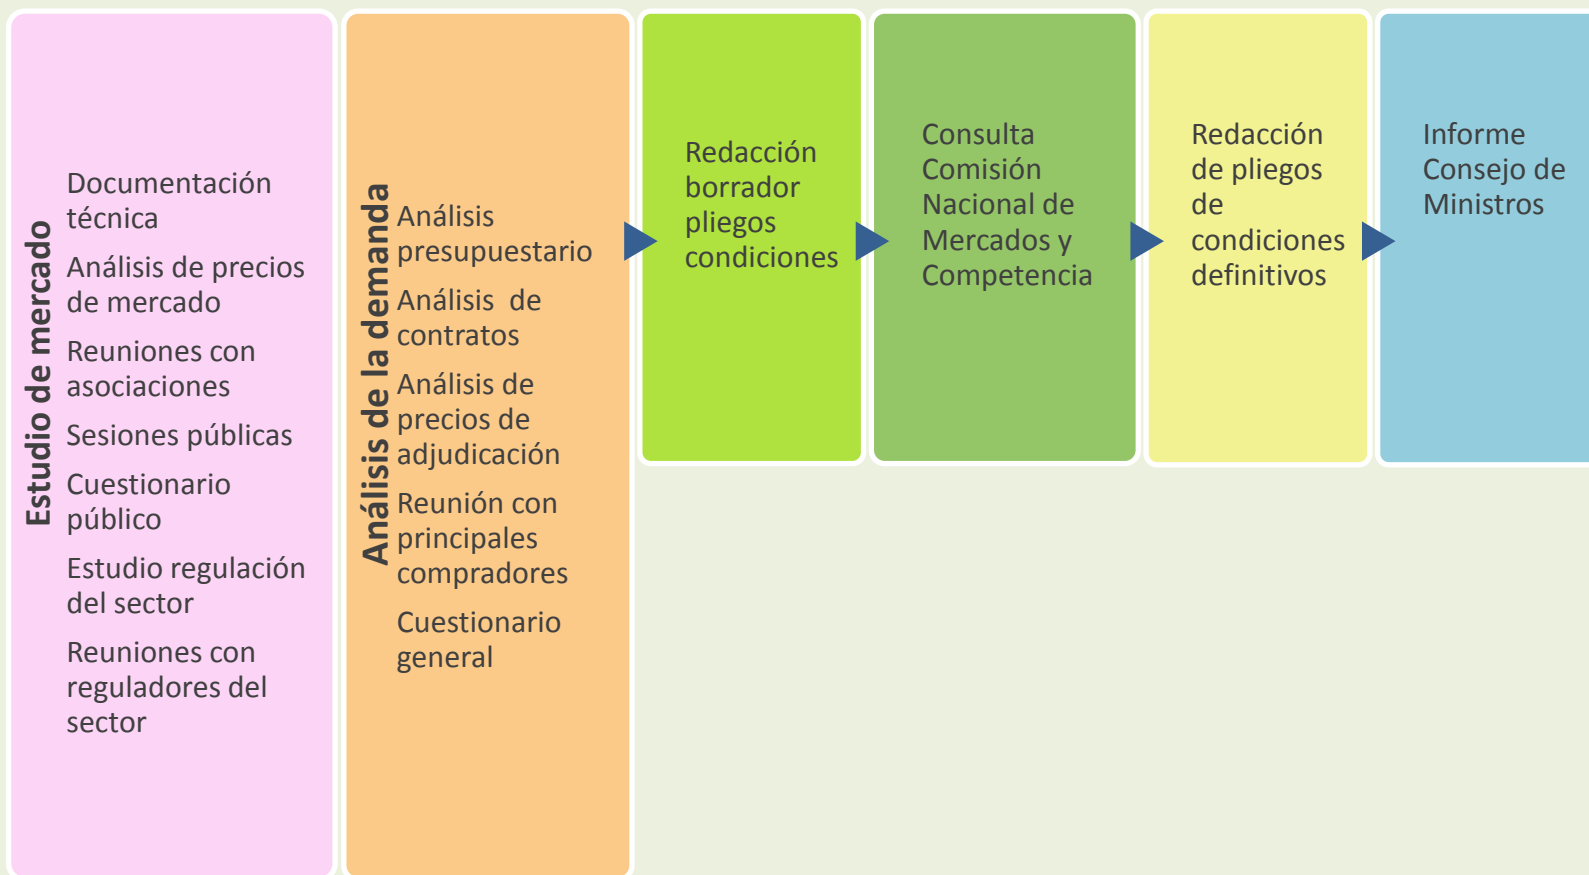 Estudio de mercado
Documentación
técnica
Análisis de precios
de mercado
Reuniones con
asociaciones
Sesiones públicas
Cuestionario
público
Estudio regulación
del sector
Reuniones con
reguladores del
sector
Análisis de la demanda
Análisis
presupuestario
Análisis de
contratos
Análisis de
precios de
adjudicación
Reunión con
principales
compradores
Cuestionario
general
Redacción
borrador
pliegos
condiciones
Consulta
Comisión
Nacional de
Mercados y
Competencia
Redacción
de pliegos
de
condiciones
definitivos
Informe
Consejo de
Ministros